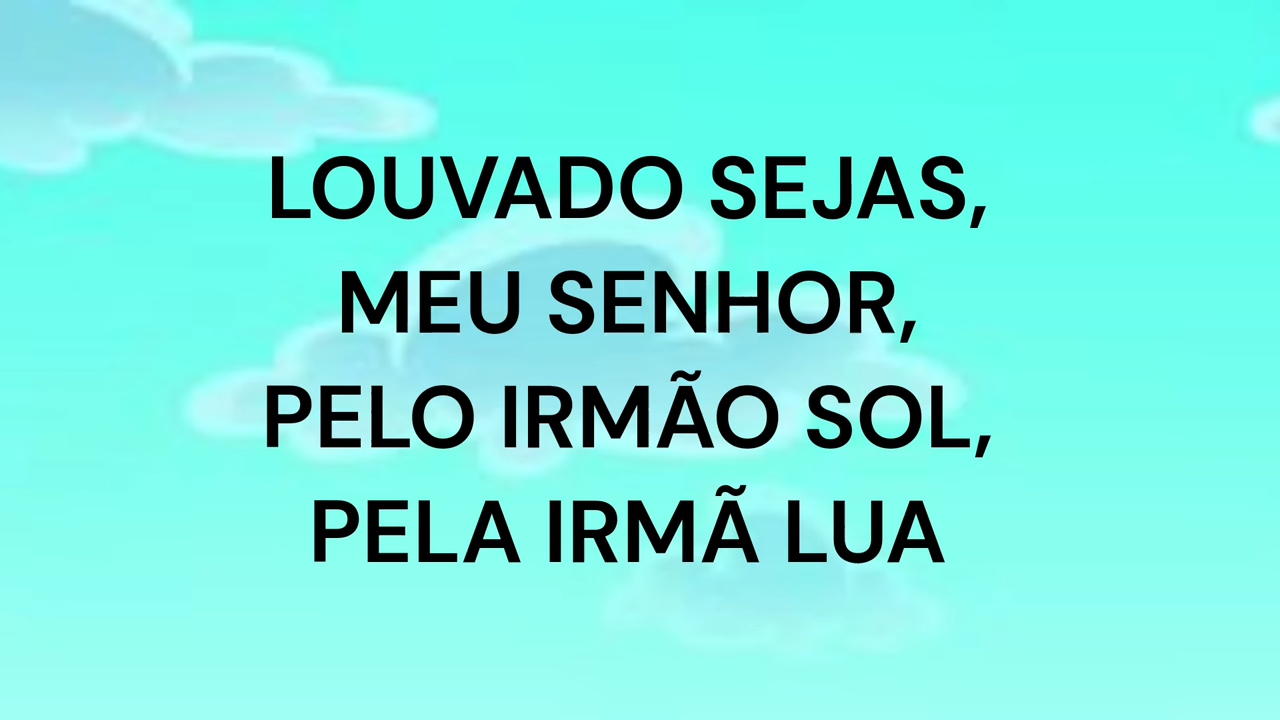 LOUVADO SEJAS,
MEU SENHOR,
PELO IRMÃO SOL,
PELA IRMÃ LUA